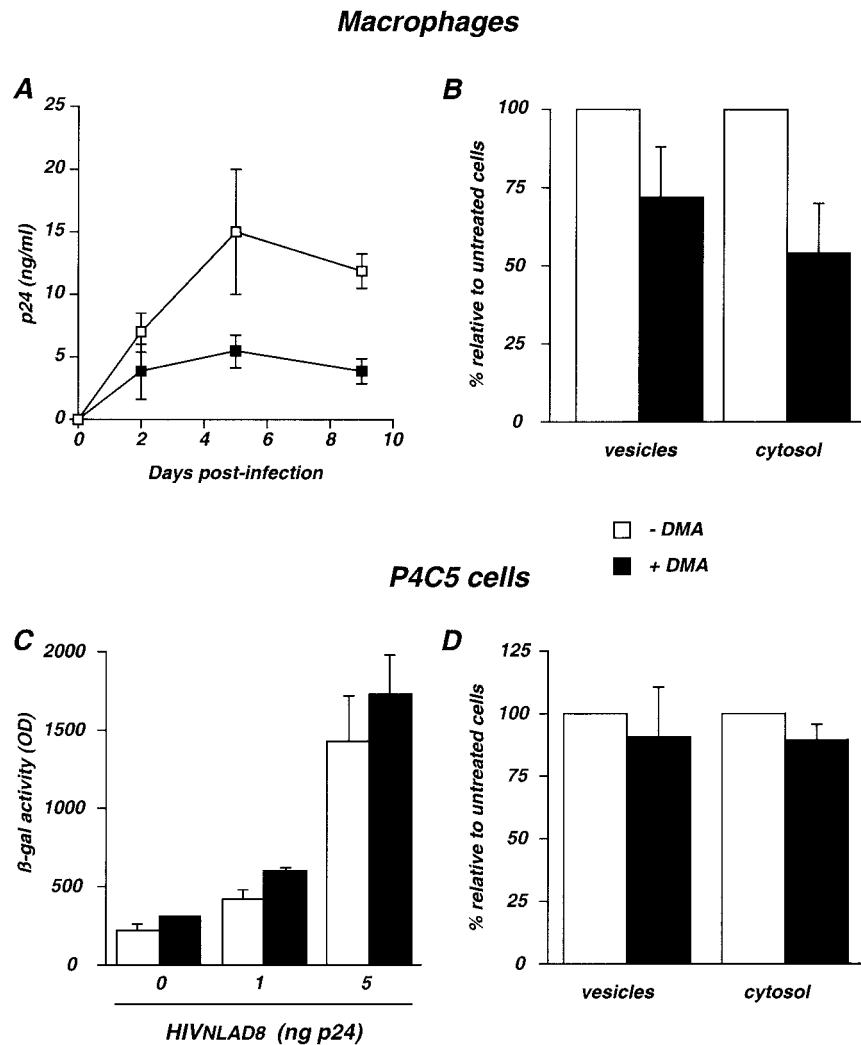 Macrophages
A
25
20
15
10
5
0
p24 (ng/ml)
0 2 4 6 8 10
Days post-infection
B
100
75
50
25
0
% relative to untreated cells
vesicles cytosol
- DMA
+ DMA
P4C5 cells
C
2000
1500
1000
500
0
ß-gal activity (OD)
0 1 5
HIVNLAD8 (ng p24)
D
125
100
75
50
25
0
% relative to untreated cells
vesicles cytosol